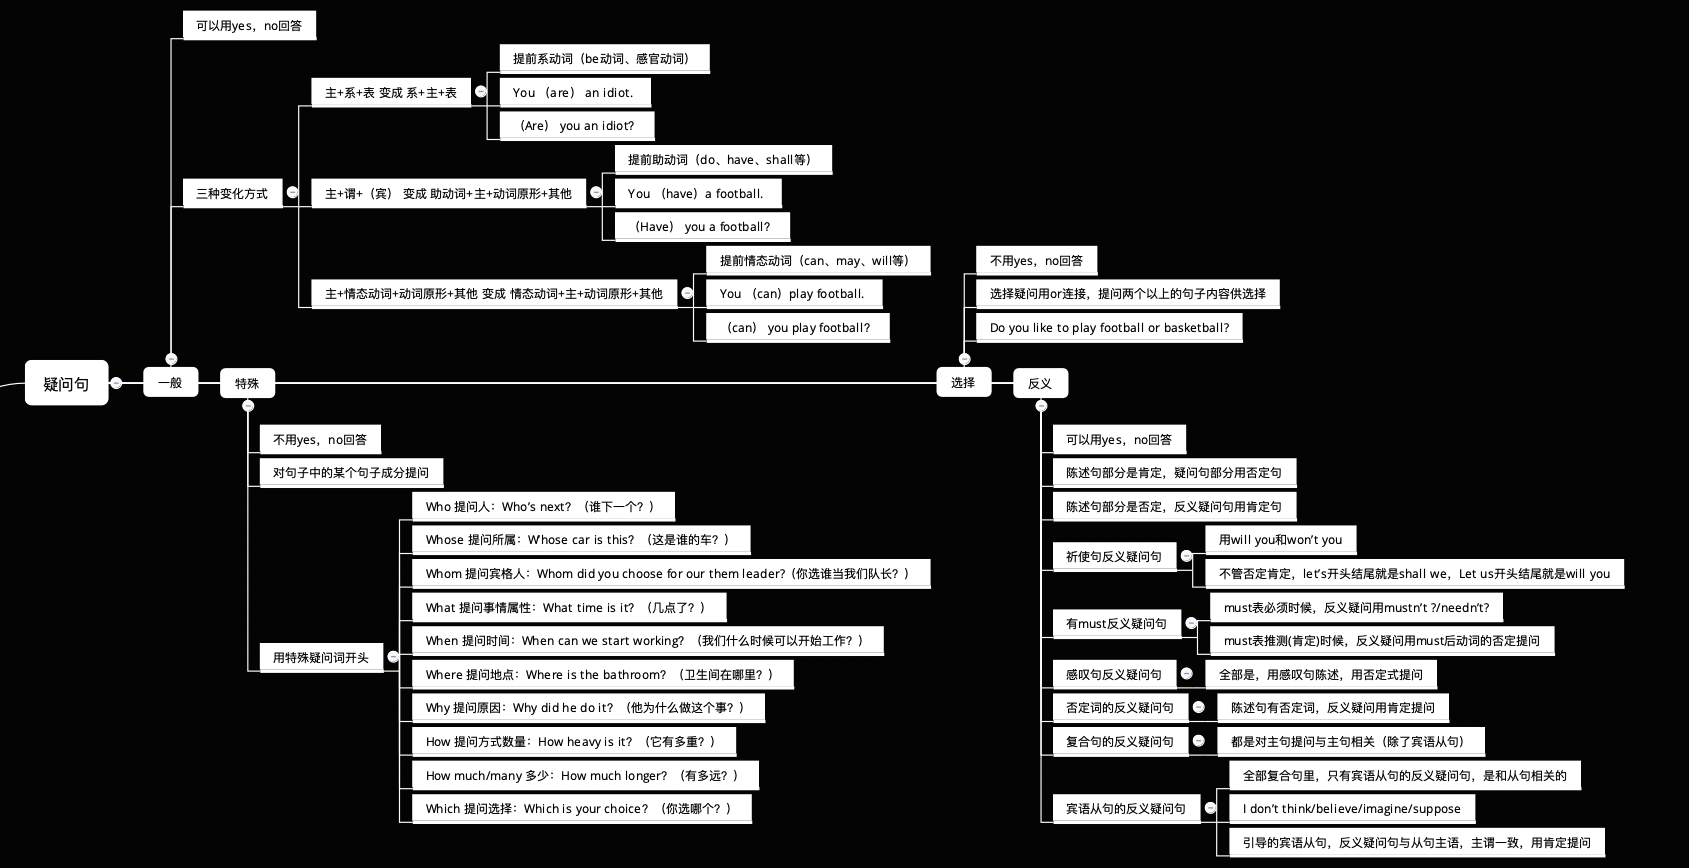 疑问句
一般
可以用yes，no回答
三种变化方式
主+系+表 变成 系+主+表
提前系动词（be动词、感官动词）
You （are） an idiot.
（Are） you an idiot？
主+谓+（宾） 变成 助动词+主+动词原形+其他
提前助动词（do、have、shall等）
You （have）a football.
（Have） you a football？
主+情态动词+动词原形+其他 变成 情态动词+主+动词原形+其他
提前情态动词（can、may、will等）
You （can）play football.
（can） you play football？
特殊
不用yes，no回答
对句子中的某个句子成分提问
用特殊疑问词开头
Who 提问人：Who’s next？（谁下一个？）
Whose 提问所属：W'hose car is this？（这是谁的车？）
Whom 提问宾格人：Whom did you choose for our them leader?（你选谁当我们队长？）
What 提问事情属性：What time is it？（几点了？）
When 提问时间：When can we start working？（我们什么时候可以开始工作？）
Where 提问地点：Where is the bathroom？（卫生间在哪里？）
Why 提问原因：Why did he do it？（他为什么做这个事？）
How 提问方式数量：How heavy is it？（它有多重？）
How much/many 多少：How much longer？（有多远？）
Which 提问选择：Which is your choice？（你选哪个？）
选择
不用yes，no回答
选择疑问用or连接，提问两个以上的句子内容供选择
Do you like to play football or basketball?
反义
可以用yes，no回答
陈述句部分是肯定，疑问句部分用否定句
陈述句部分是否定，反义疑问句用肯定句
祈使句反义疑问句
用will you和won’t you
不管否定肯定，let’s开头结尾就是shall we，Let us开头结尾就是will you
有must反义疑问句
must表必须时候，反义疑问用mustn’t ?/needn’t?
must表推测(肯定)时候，反义疑问用must后动词的否定提问
感叹句反义疑问句
全部是，用感叹句陈述，用否定式提问
否定词的反义疑问句
陈述句有否定词，反义疑问用肯定提问
复合句的反义疑问句
都是对主句提问与主句相关（除了宾语从句）
宾语从句的反义疑问句
全部复合句里，只有宾语从句的反义疑问句，是和从句相关的
I don’t think/believe/imagine/suppose
引导的宾语从句，反义疑问句与从句主语，主谓一致，用肯定提问